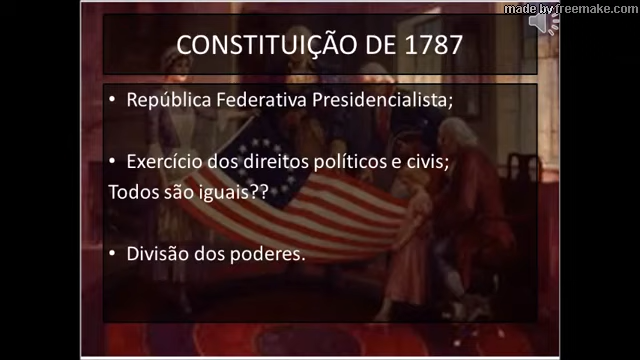 made by freemake.com
CONSTITUIÇÃO DE 1787
• República Federativa Presidencialista;
• Exercício dos direitos políticos e civis;
Todos são iguais??
• Divisão dos poderes.